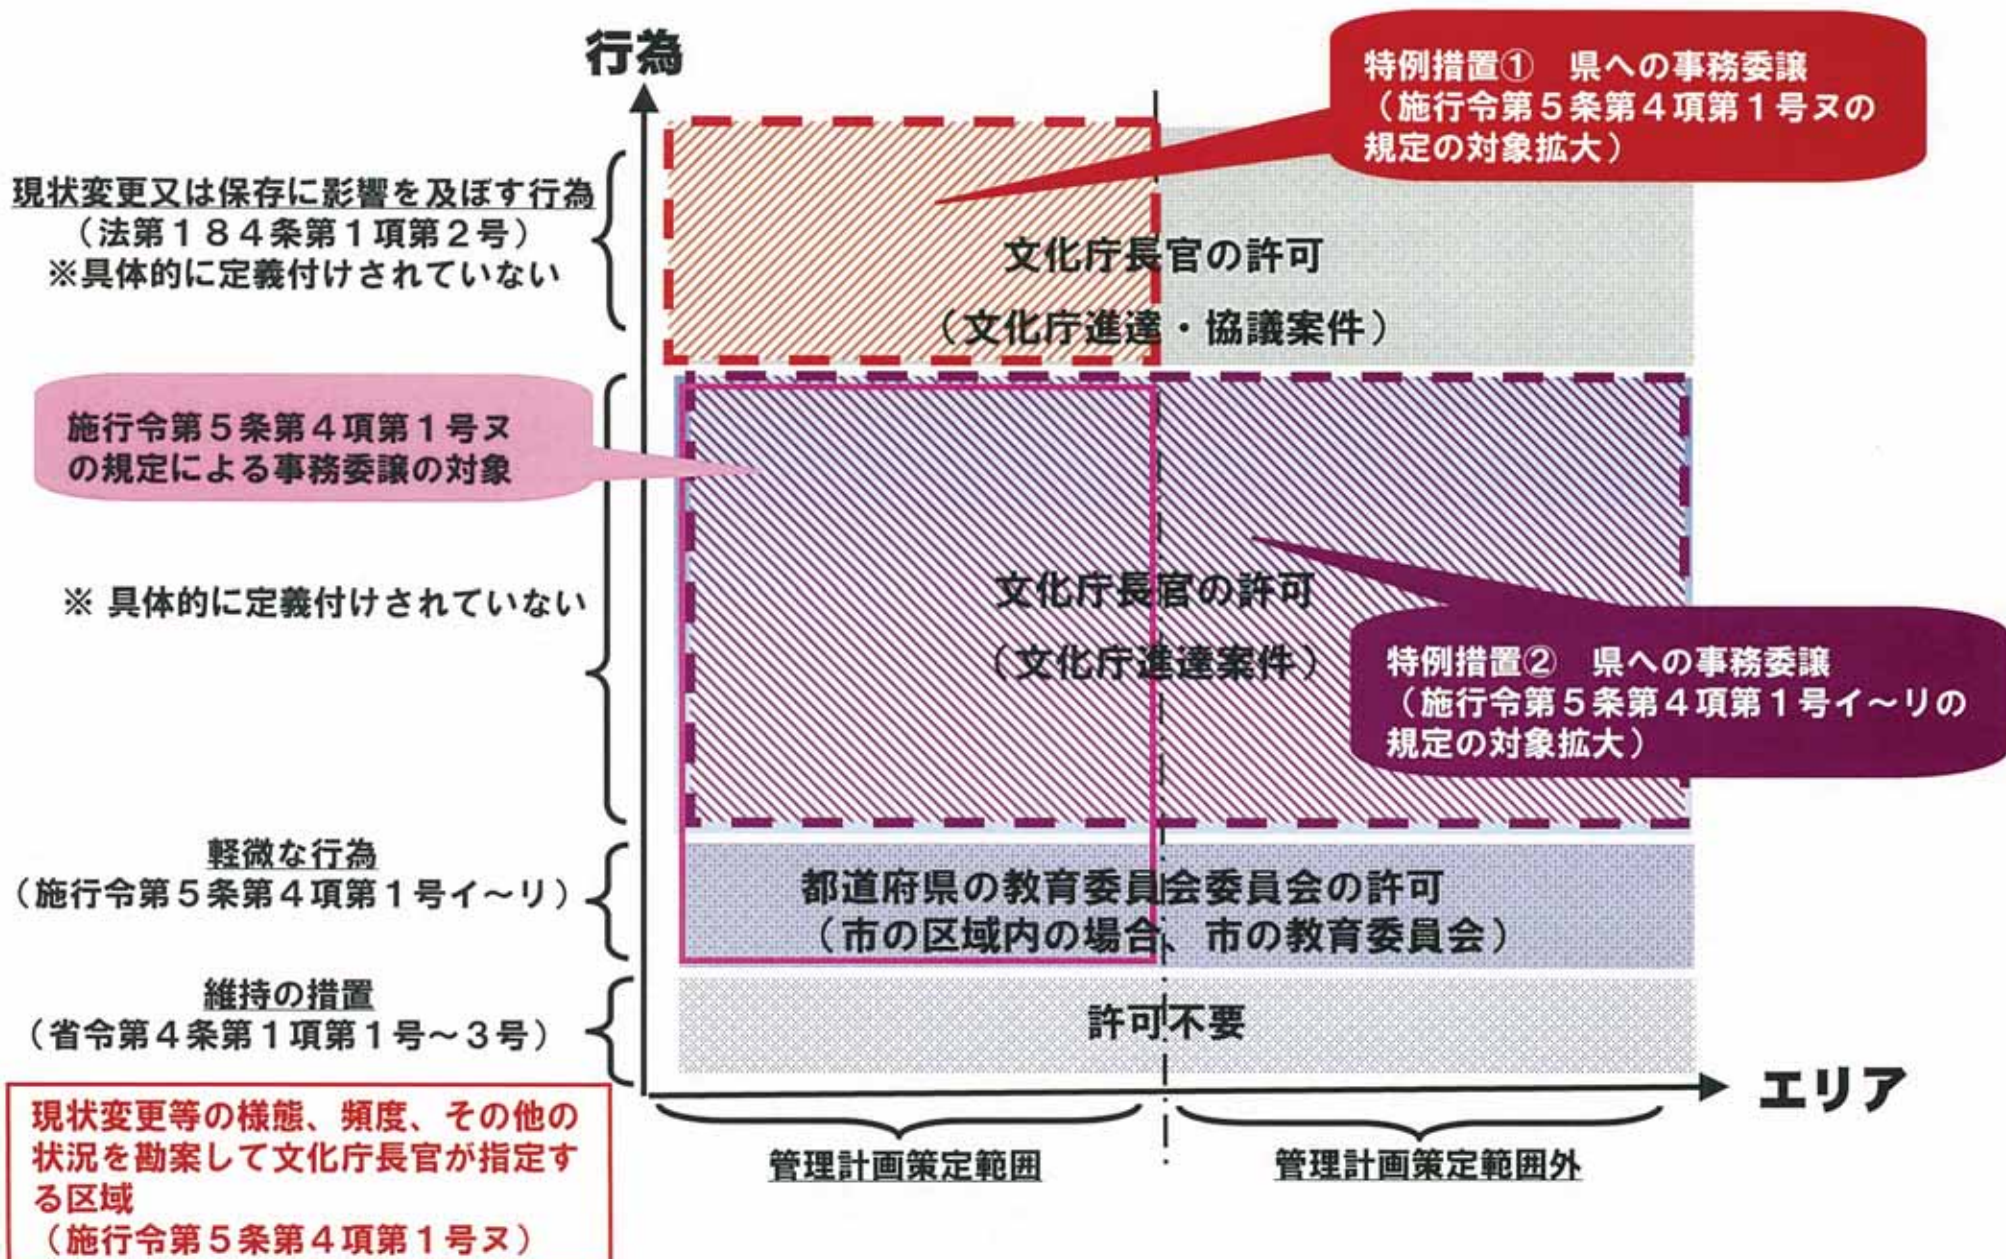 行為
特例措置①　県への事務委譲
（施行令第５条第４項第１号ヌの
規定の対象拡大）
現状変更又は保存に影響を及ぼす行為
（法第１８４条第１項第２号）
※具体的に定義付けされていない
文化庁長官の許可
（文化庁進達・協議案件）
施行令第５条第４項第１号ヌ
の規定による事務委譲の対象
※ 具体的に定義付けされていない
文化庁長官の許可
（文化庁進達案件）
特例措置②　県への事務委譲
（施行令第５条第４項第１号イ～リの
規定の対象拡大）
軽微な行為
（施行令第５条第４項第１号イ～リ）
都道府県の教育委員会委員会の許可
（市の区域内の場合、市の教育委員会）
維持の措置
（省令第４条第１項第１号～３号）
許可不要
エリア
現状変更等の様態、頻度、その他の
状況を勘案して文化庁長官が指定す
る区域
（施行令第５条第４項第１号ヌ）
管理計画策定範囲
管理計画策定範囲外